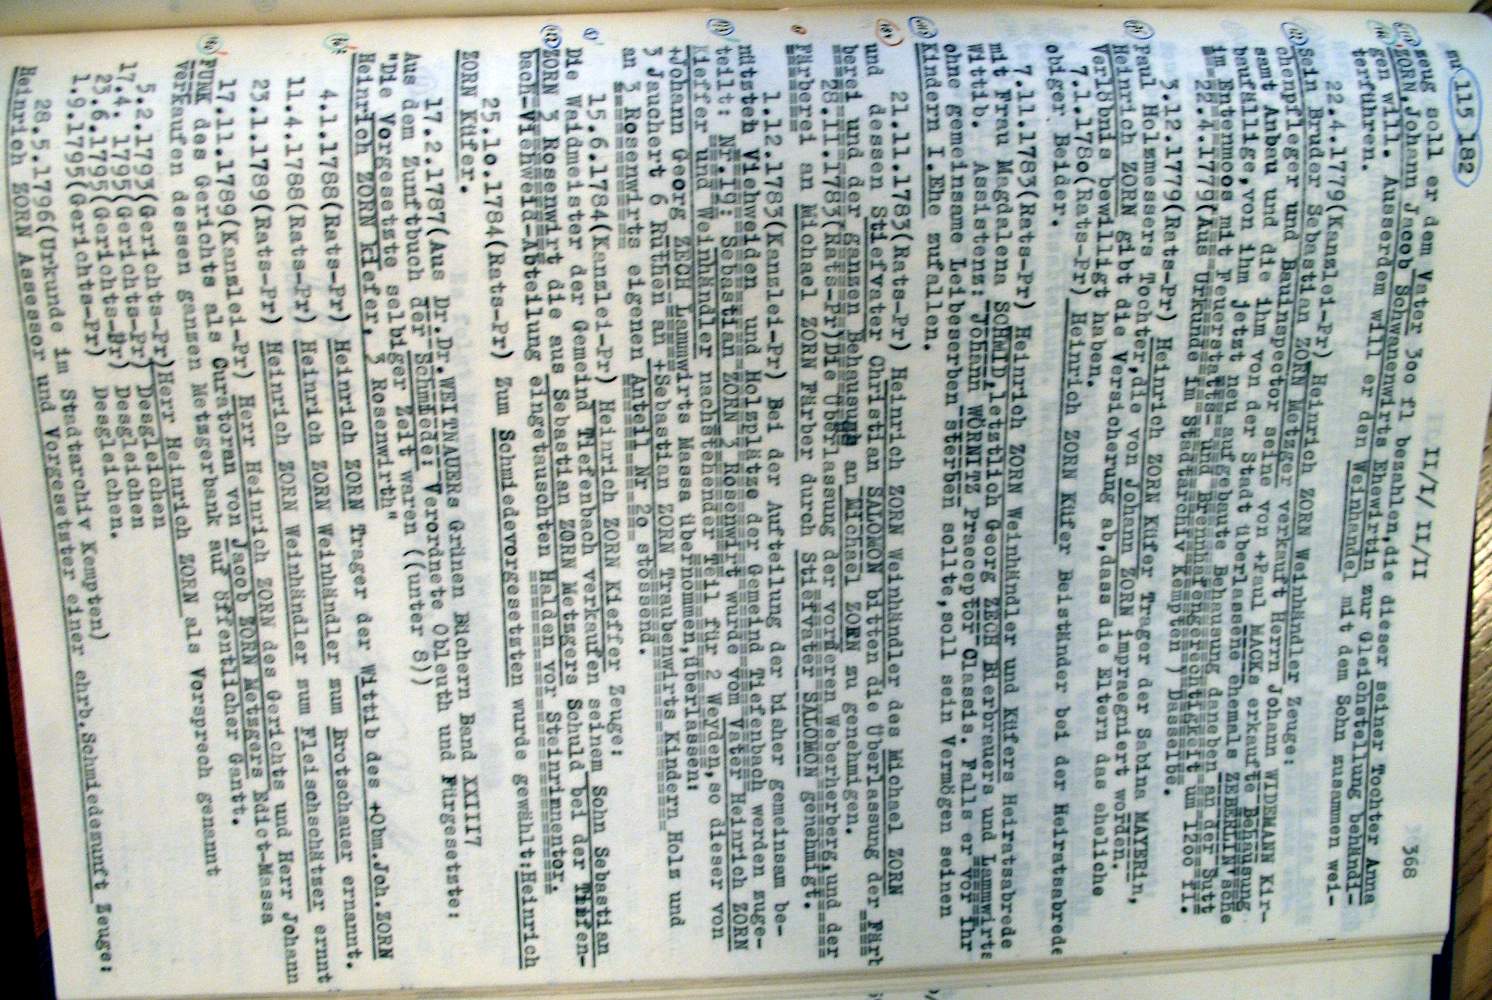 II/I/ II/II 368
zu 115 182
zeug soll er dem Vater 300 fl bezahlen,die dieser seiner Tochter Anna
ZORN,Johann Jacob Schwanenwirts Ehewirtin zur Gleichstellung behändi-
gen will. Ausserdem will er den Weinhandel mit dem Sohn zusammen wei-
terführen.
22.4.1779(Kanzlei-Pr) Heinrich ZORN Weinhändler Zeuge:
Sein Bruder Sebastian ZORN Metzger verkauft Herrn Johann WIDEMANN Kir-
chenpfleger und Bauinspector seine von +Paul MACKs erkaufte Behausung
samt Anbau und die ihm von der Stadt überlassene ehemals ZEBELIN'sche
baufällige,von ihm jetzt neu aufgebaute Behausung daneben an der Sutt
im Entenmoos mit Feuerstatts- und Brennhafengerechtigkeit um 1200 fl.
22.4.1779(Aus Urkunde im Stadtarchiv Kempten ) Dasselbe.
3.12.1779(Rats-Pr) Heinrich ZORN Küfer Trager der Sabina MAYERin,
Paul Holzmessers Tochter,die von Johann ZORN impraegniert worden.
Heinrich ZORN gibt die Versicherung ab,dass die Eltern das eheliche
Verlöbnis bewilligt haben.
7.1.1780(Rats-Pr) Heinrich ZORN Küfer Beiständer bei der Heiratsabrede
obiger Beider.
7.11.1783(Rats-Pr) Heinrich ZORN Weinhändler und Küfers Heiratsabrede
mit Frau Magdalena SCHMID,letztlich Georg ZECH Bierbreuers und Lammwirts
Wittib. Assistenz: Johann WÖRNITZ Praeceptor Classis. Falls er vor Ihr
ohne gemeinsame Leibeserben sterben sollte,soll sein Vermögen seinen
Kindern I.Ehe zufallen.
21.11.1783(Rats-Pr) Heinrich ZORN Weinhändler des Michael ZORN
und dessen Stiefvater Christian SALOMON bitten die Überlassung der Färb
berei und der ganzen Behausung an Michael ZORN zu genehmigen.
28.11.1783(Rats-Pr)Die Überlassung der vorderen Weberherberg,und der
Färberei an Michael ZORN Färber durch Stiefvater SALOMON genehmigt.
1.12.1783(Kanzlei-Pr) Bei der Aufteilung der bisher gemeinsam be-
nützten Viehweiden und Holzplätze der Gemeind Tiefenbach werden zuge-
teilt: Nr.19: Sebastian ZORN 3 Rosenwirt wurde vom Vater Heinrich ZORN
Kieffer und Weinhändler nachstehender Teil für 2 Weyden,so dieser von
+Johann Georg ZECH Lammwirts Massa übernommen,überlassen:
3 Jauchert 6 Ruthen an +Sebastian ZORN Traubenwirts Kindern Holz und
an 3 Rosenwirts eigenen Anteil Nr 20 stossend.
15.6.1784(Kanzlei-Pr) Heinrich ZORN Kieffer Zeuge:
Die Waidmeister der Gemeind Tiefenbach verkaufen seinem Sohn Sebastian
ZORN 3 Rosenwirt die aus Sebastian ZORN Metzgers Schuld bei der Tiefen-
bach-Viehweid-Abteilung eingetauschten Halden vor Steinrinnentor.
25.10.1784(Rats-Pr) Zum Schmiedevorgesetzten wurde gewählt:Heinrich
ZORN Küfer.
17.2.1787(Aus Dr.Dr.WEITNAUERs Grünen Büchern Band XXIII7
Aus dem Zunftbuch der Schmiede: Verordnete Obleuth und Fürgesetzte:
"Die Vorgesetzte selbiger Zeit waren ((unter 8))
Heinrich ZORN kiefer, 3 Rosenwirth"
4.1.1788(Rats-Pr) Heinrich ZORN Trager der Wittib des +Obm.Joh.ZORN
11.4.1788(Rats-Pr) Heinrich ZORN Weinhändler zum Brotschauer ernannt.
23.1.1789(Rats-Pr) Heinrich ZORN Weinhändler zum Fleischschätzer ernnt
17.11.1789(Kanzlei-Pr) Herr Heinrich ZORN des Gerichts und Herr Johann
FUNK des Gerichts als Curatoran von Jacob ZORN Metzgers Edict-Massa
verkaufen dessen ganzen Metzgerbank auf öffentlicher Gantt.
5.2.1793(Gerichts-Pr)Herr Heinrich ZORN als Vorsprech genannt
17.4. 1795(Gerichts-Pr) Desgleichen
23.6.1795(Gerichts-Pr) Desgleichen
1.9.1795(Gerichts-Pr) Desgleichen.
28.5.1796(Urkunde im Stadtarchiv Kempten)
Heinrich ZORN Assessor und Vorgesetzter einer ehrb.Schmiedezunft Zeuge: